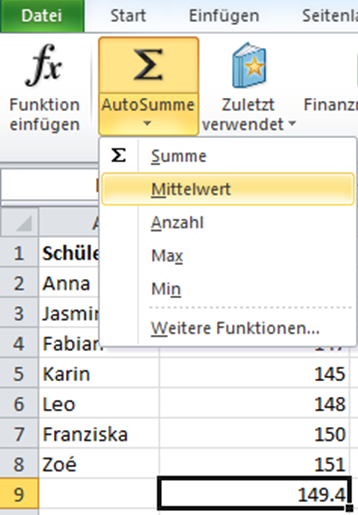 Datei Start Einfügen Seitenla
fx Σ
Funktion einfügen AutoSumme Zuletzt verwendet Finanz
Σ Summe
Mittelwert
Anzahl
Max
Min
Weitere Funktionen...
1 Schüle
2 Anna
3 Jasmin
4 Fabian
5 Karin 145
6 Leo 148
7 Franziska 150
8 Zoé 151
9 149.4